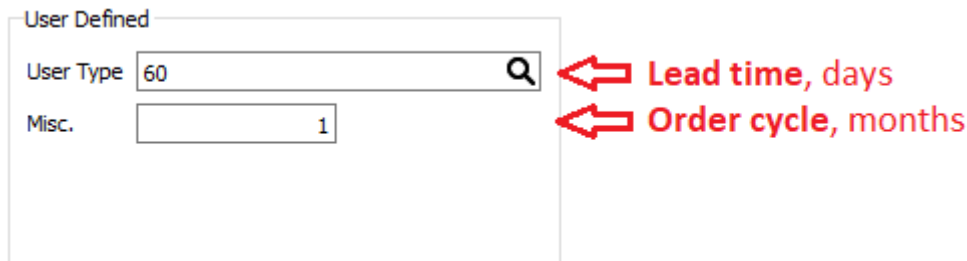 User Defined
User Type 60 Lead time, days
Misc. 1 Order cycle, months